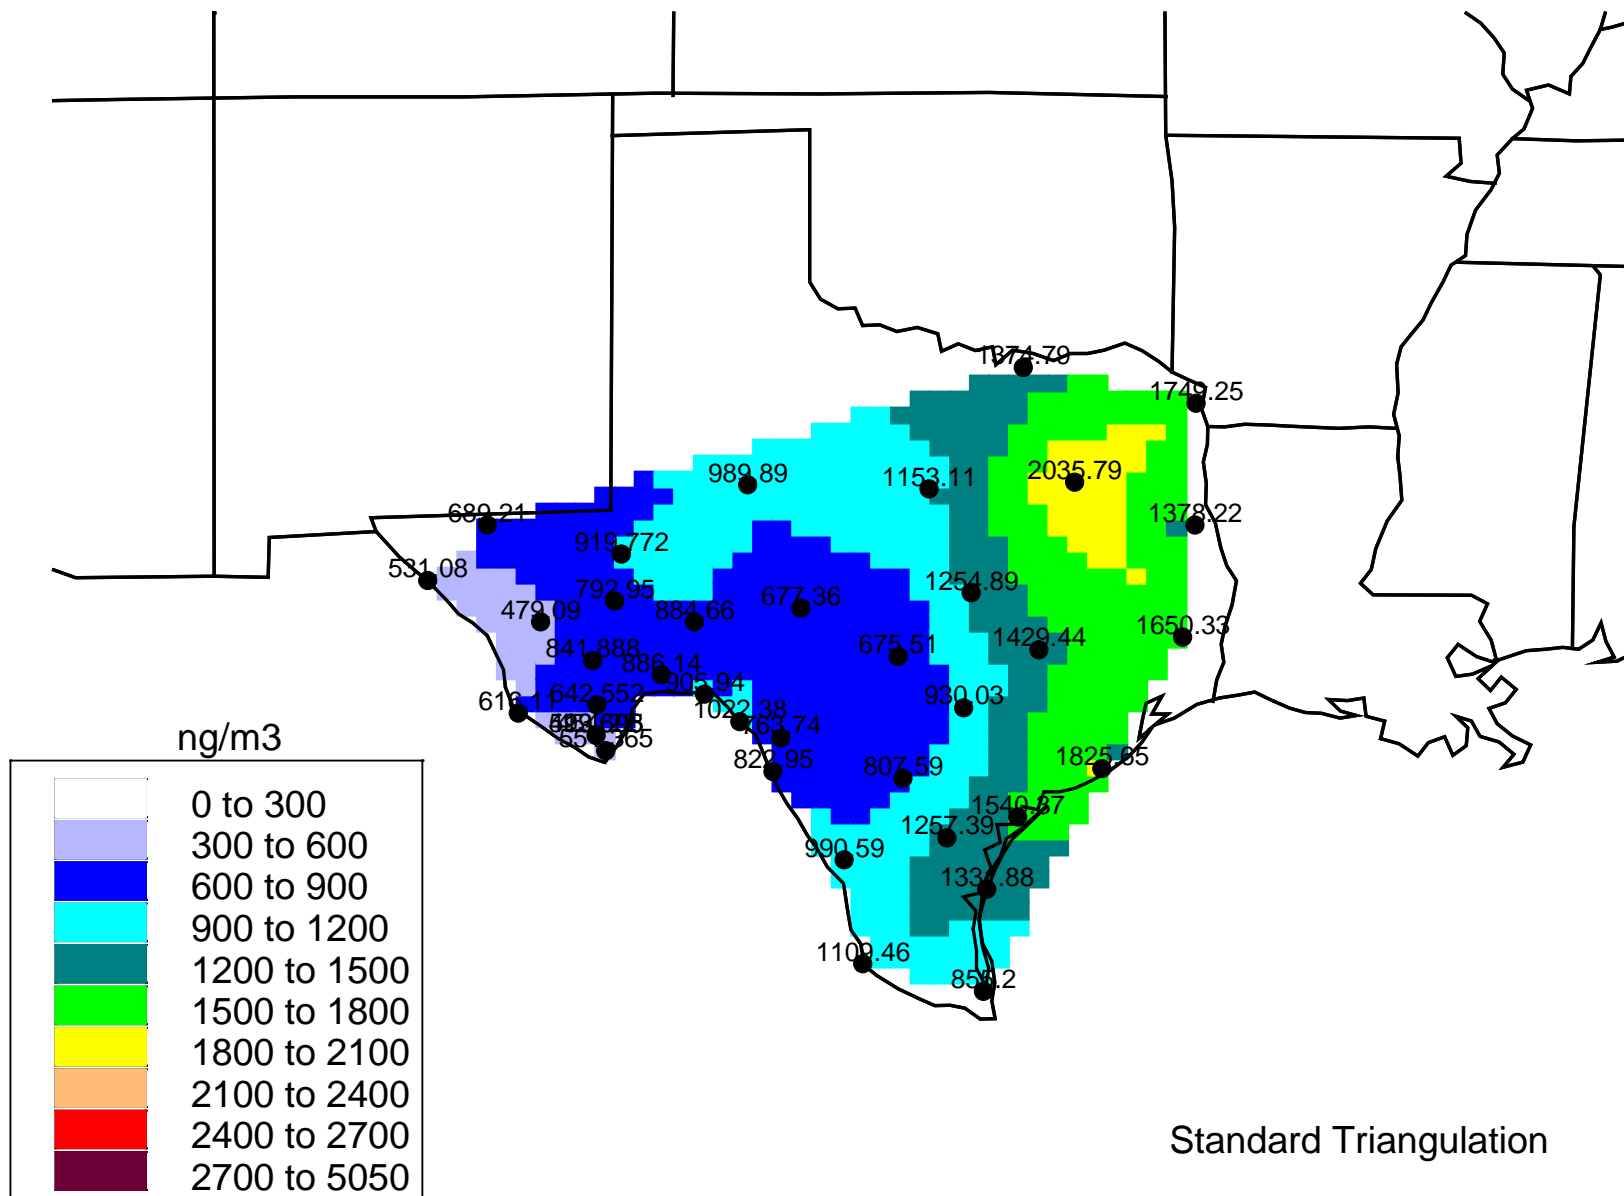 1374.79
1749.25
989.89
1153.11
2035.79
689.21
1378.22
919.772
531.08
792.95
677.36
1254.89
479.09
884.66
1650.33
1429.44
841.888
675.51
886.14
905.94
642.552
930.03
616.11
1022.38
763.74
822.95
1825.65
807.59
1540.37
1257.39
990.59
1109.46
ng/m3
0 to 300
300 to 600
600 to 900
900 to 1200
1200 to 1500
1500 to 1800
1800 to 2100
2100 to 2400
2400 to 2700
2700 to 5050
Standard Triangulation